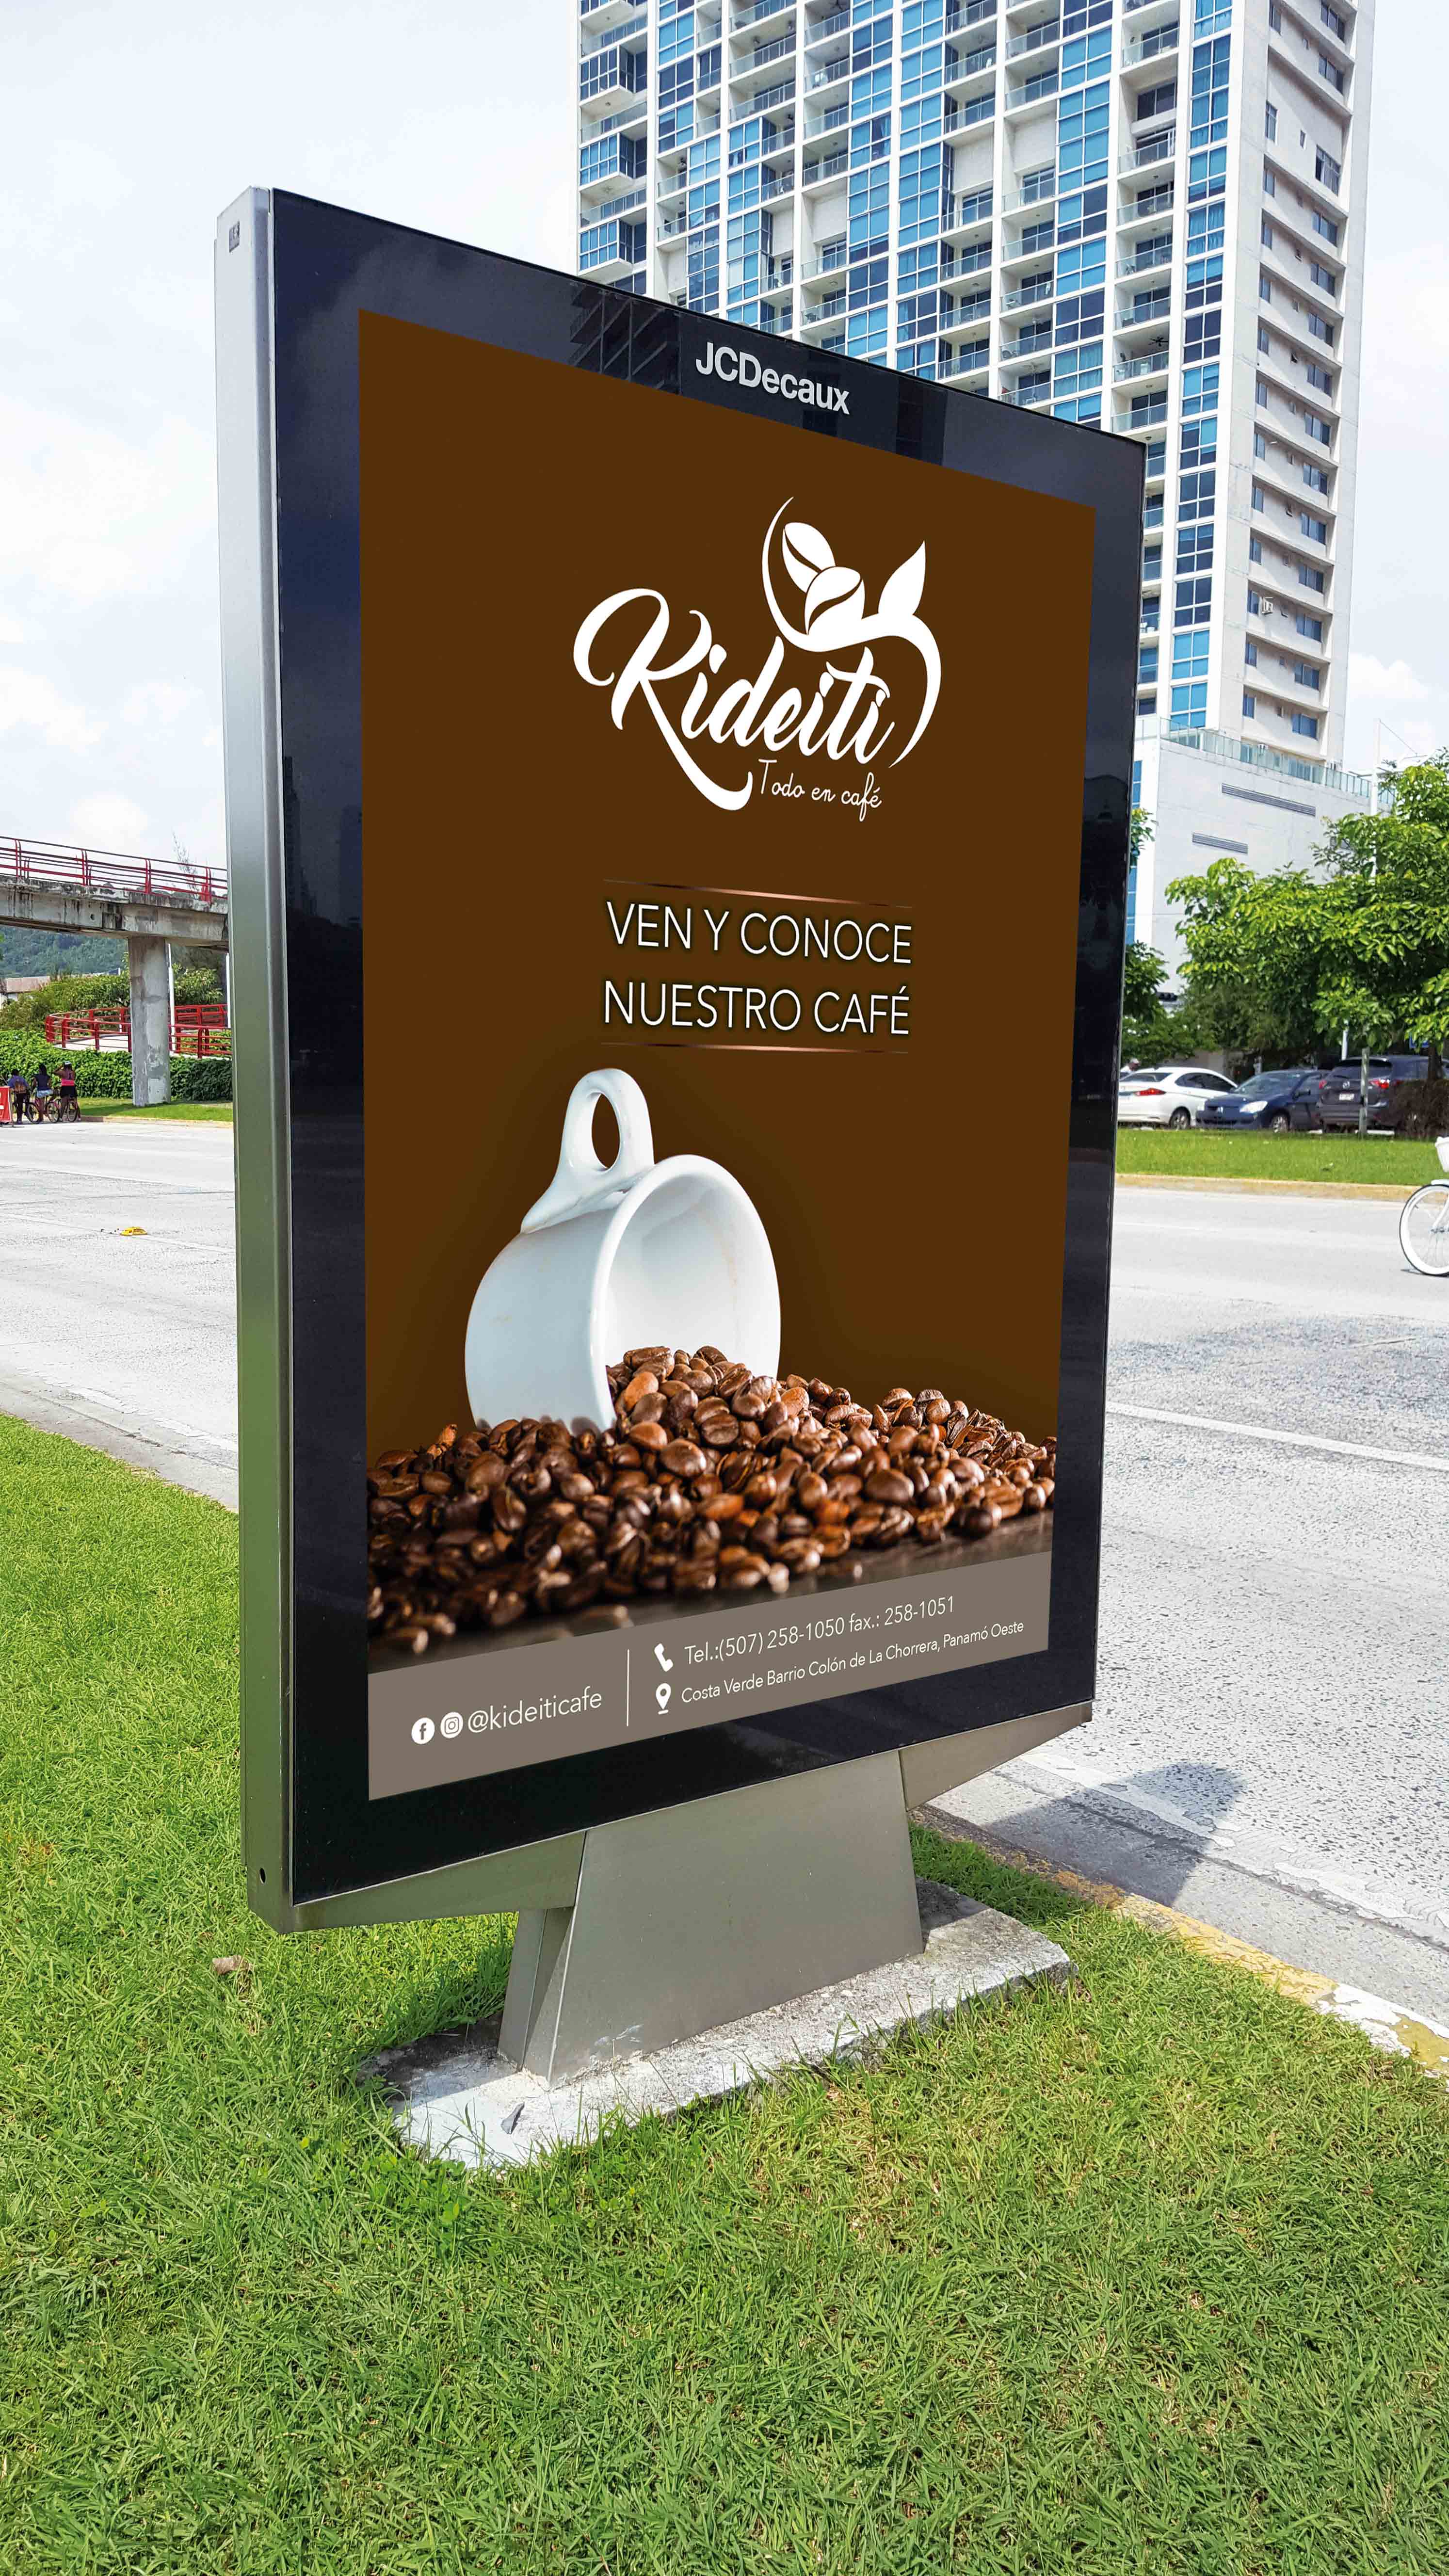 JCDecaux
Kideiti
Todo en café
VEN Y CONOCE
NUESTRO CAFÉ
Tel.:(507) 258-1050 fax.: 258-1051
Costa Verde Barrio Colón de La Chorrera, Panamó Oeste
@kideiticafe